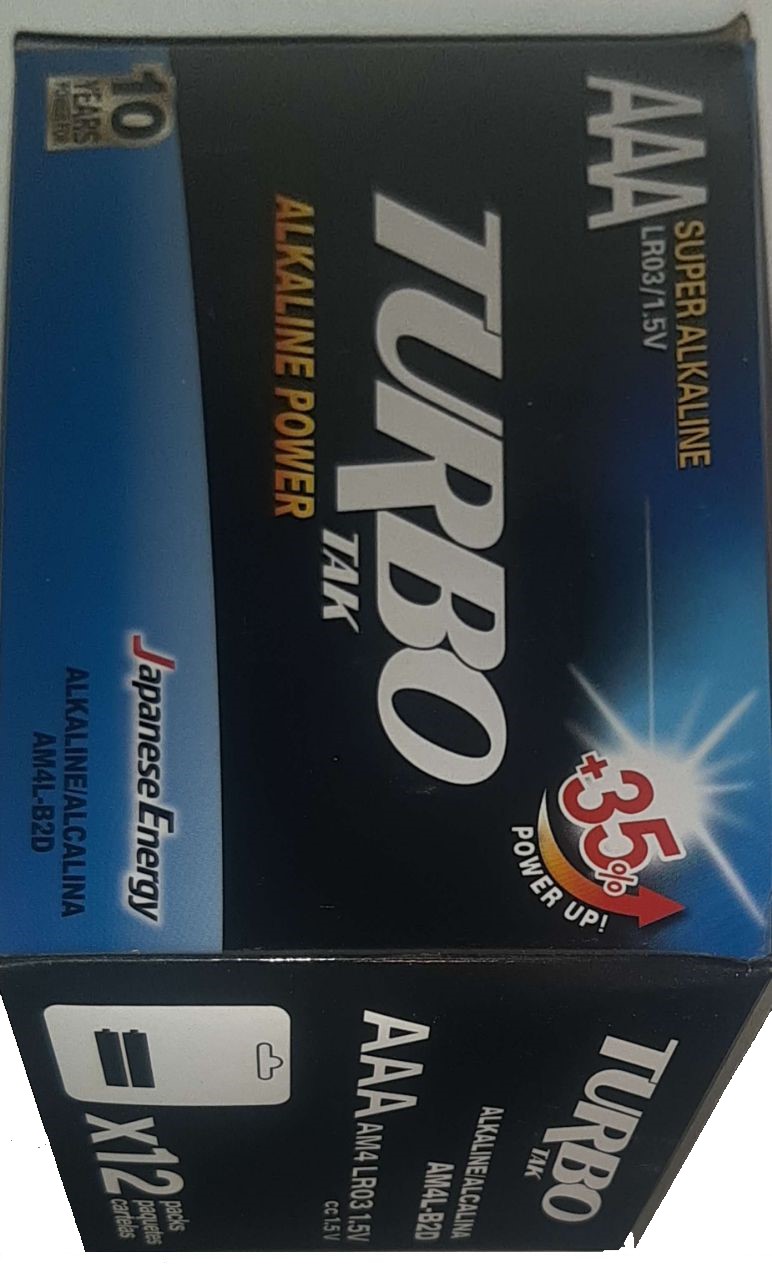 SUPER ALKALINE
AAA LR03/1.5V
+35%
POWER UP!
TURBO
TAK
ALKALINE POWER
10
YEARS
POWER FOR
Japanese Energy
ALKALINE/ALCALINA
AM4L-B2D
TURBO
TAK
ALKALINE/ALCALINA
AM4L-B2D
AAA AM4 LR03 1.5V
CC 1.5V
X12 packs
paquetes
cartelas